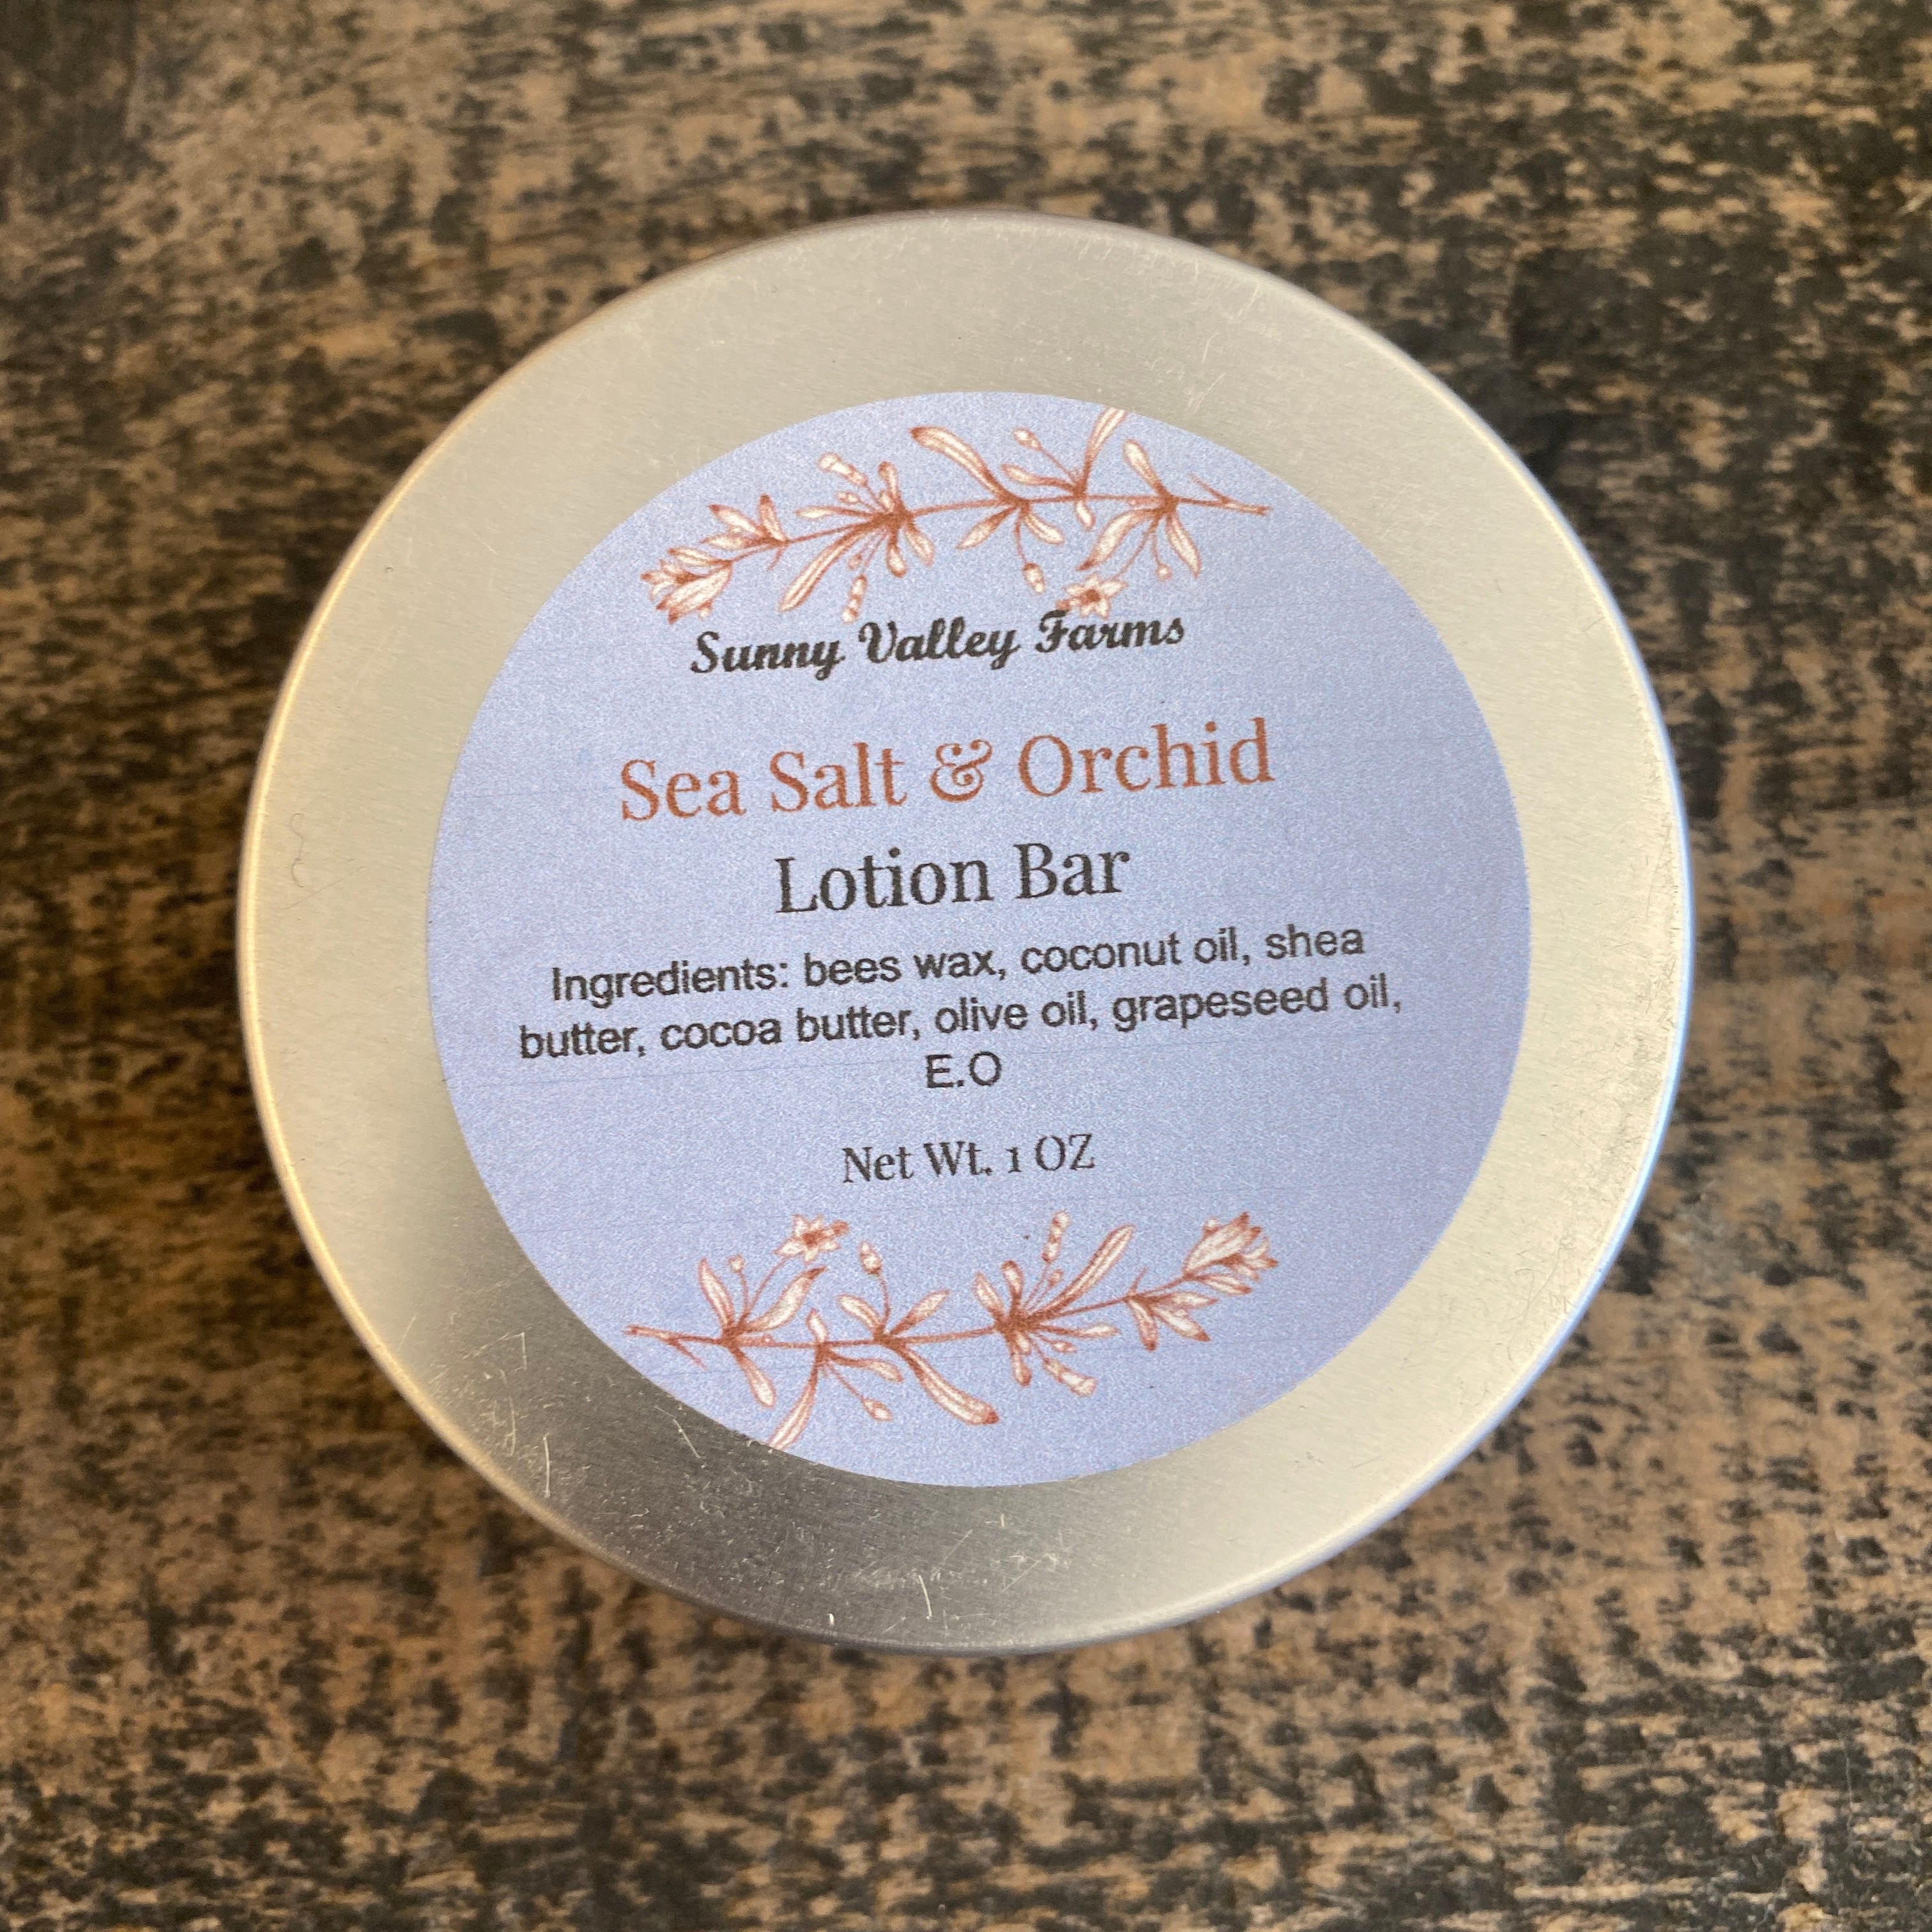 Sunny Valley Farms
Sea Salt & Orchid
Lotion Bar
Ingredients: bees wax, coconut oil, shea
butter, cocoa butter, olive oil, grapeseed oil,
E.O
Net Wt. 1 OZ